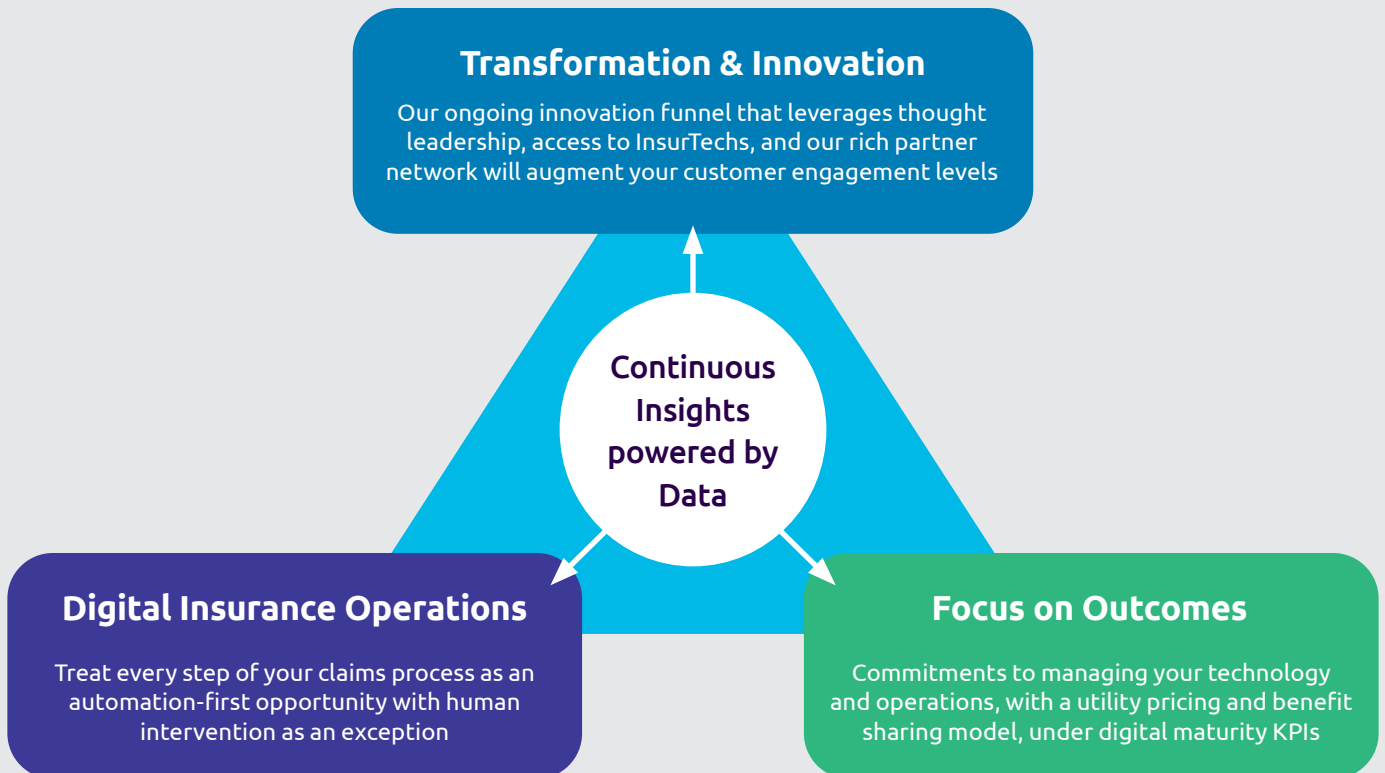 Transformation & Innovation
Our ongoing innovation funnel that leverages thought
leadership, access to InsurTechs, and our rich partner
network will augment your customer engagement levels
Continuous
Insights
powered by
Data
Digital Insurance Operations
Treat every step of your claims process as an
automation-first opportunity with human
intervention as an exception
Focus on Outcomes
Commitments to managing your technology
and operations, with a utility pricing and benefit
sharing model, under digital maturity KPIs